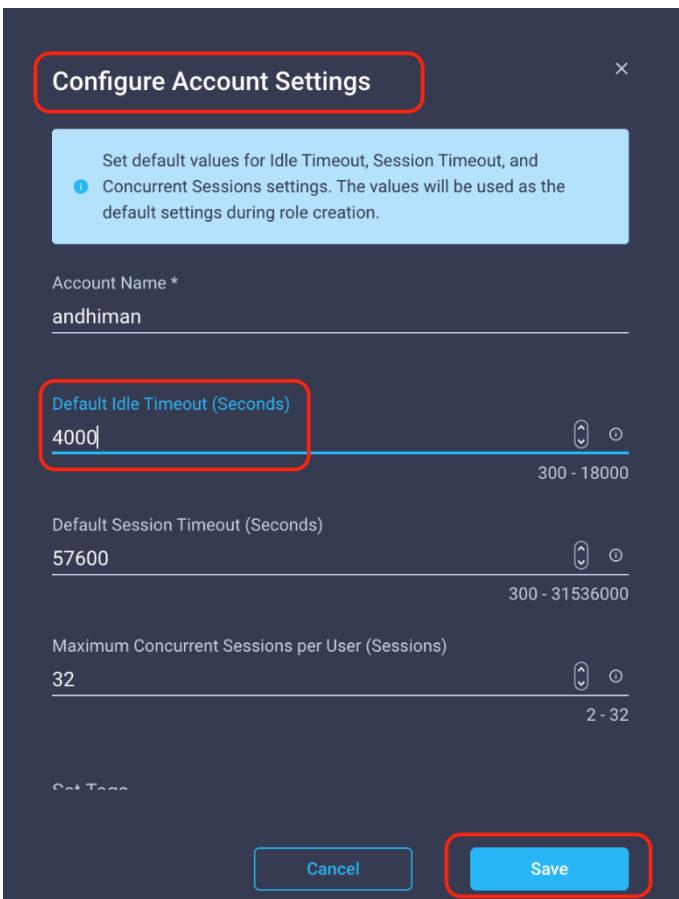 Configure Account Settings
Set default values for Idle Timeout, Session Timeout, and
Concurrent Sessions settings. The values will be used as the
default settings during role creation.
Account Name *
andhiman
Default Idle Timeout (Seconds)
4000
300 - 18000
Default Session Timeout (Seconds)
57600
300 - 31536000
Maximum Concurrent Sessions per User (Sessions)
32
2 - 32
Set Tags
Cancel Save